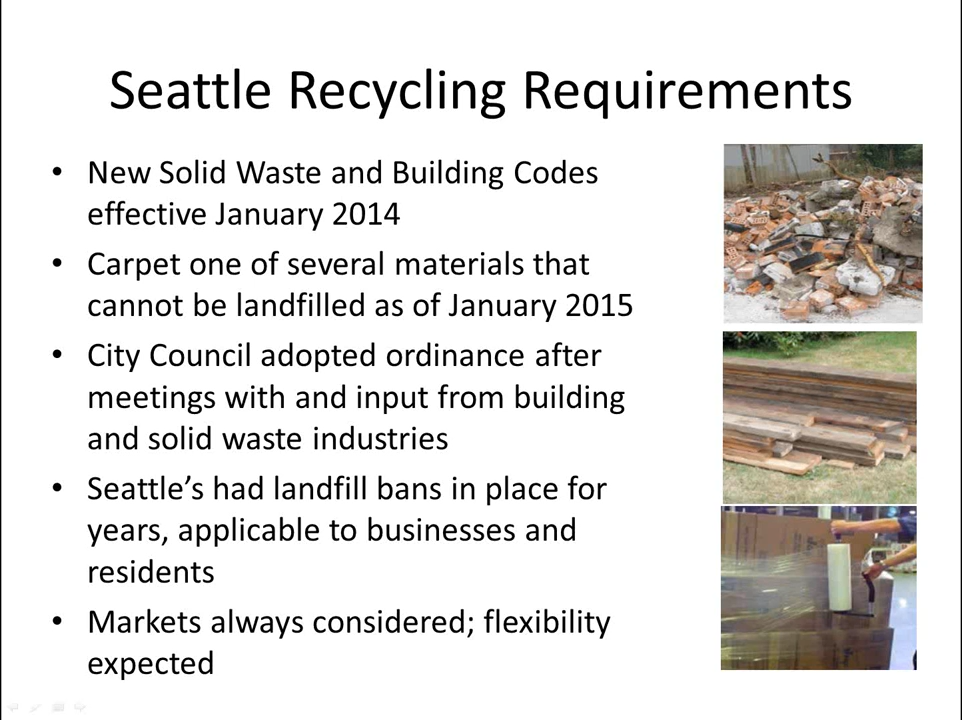 Seattle Recycling Requirements
• New Solid Waste and Building Codes
effective January 2014
• Carpet one of several materials that
cannot be landfilled as of January 2015
• City Council adopted ordinance after
meetings with and input from building
and solid waste industries
• Seattle’s had landfill bans in place for
years, applicable to businesses and
residents
• Markets always considered; flexibility
expected